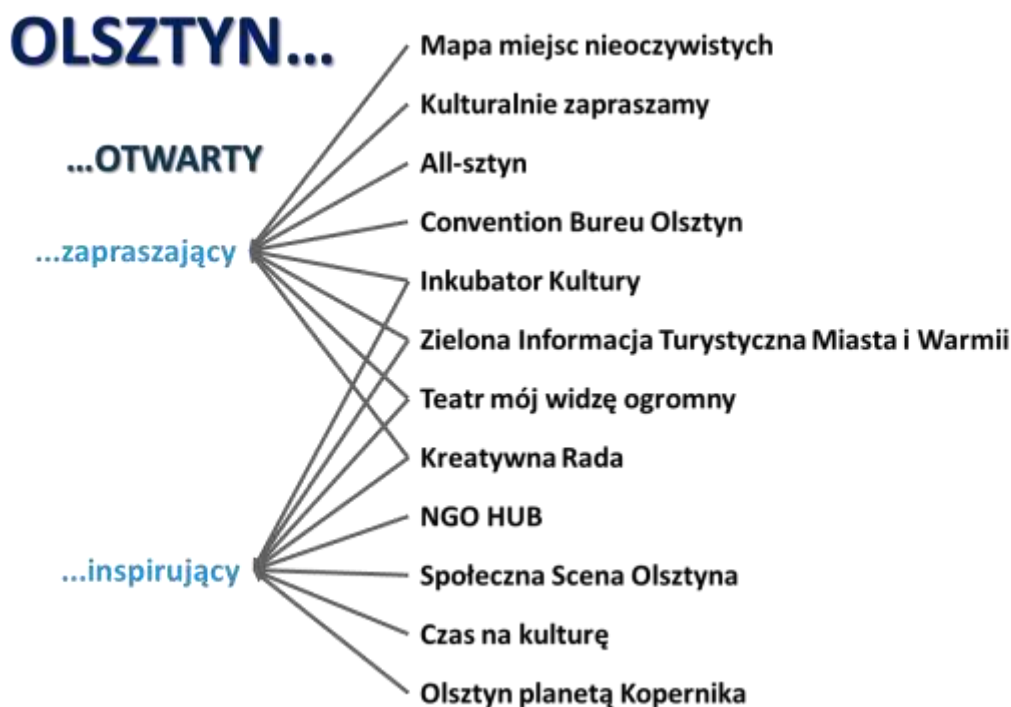 OLSZTYN...
...OTWARTY
...zapraszający
...inspirujący
Mapa miejsc nieoczywistych
Kulturalnie zapraszamy
All-sztyn
Convention Bureu Olsztyn
Inkubator Kultury
Zielona Informacja Turystyczna Miasta i Warmii
Teatr mój widzę ogromny
Kreatywna Rada
NGO HUB
Społeczna Scena Olsztyna
Czas na kulturę
Olsztyn planetą Kopernika